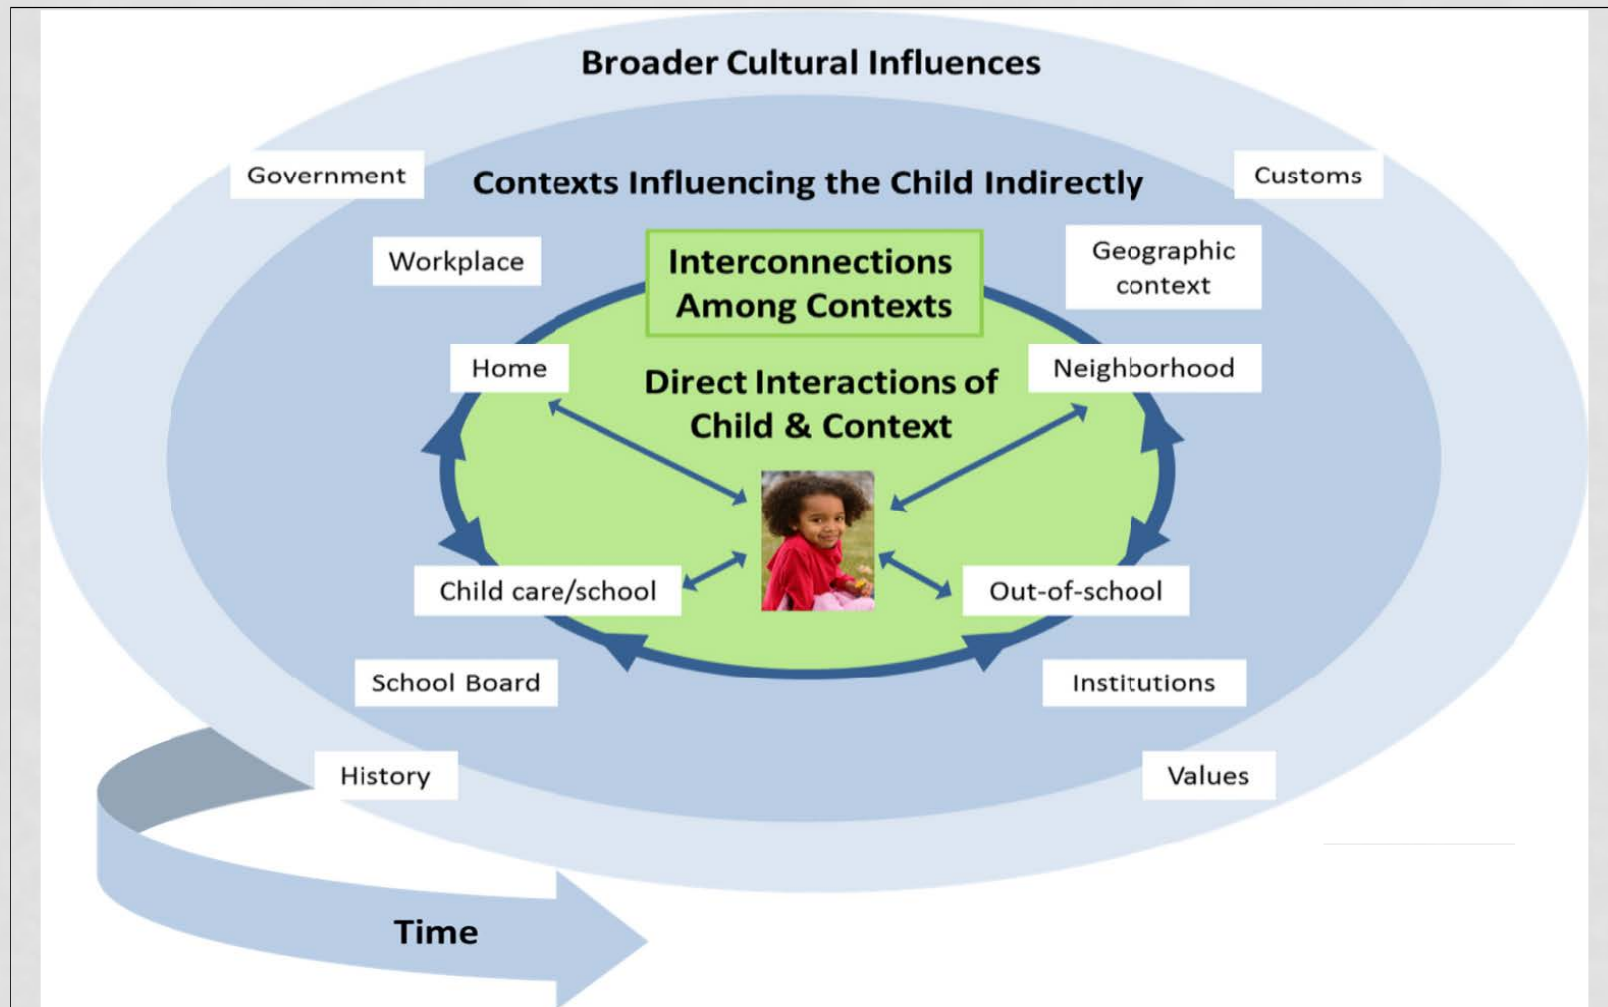 Broader Cultural Influences
Government
Customs
Contexts Influencing the Child Indirectly
Workplace
Geographic
context
Interconnections
Among Contexts
Home
Neighborhood
Direct Interactions of
Child & Context
Child care/school
Out-of-school
School Board
Institutions
History
Values
Time